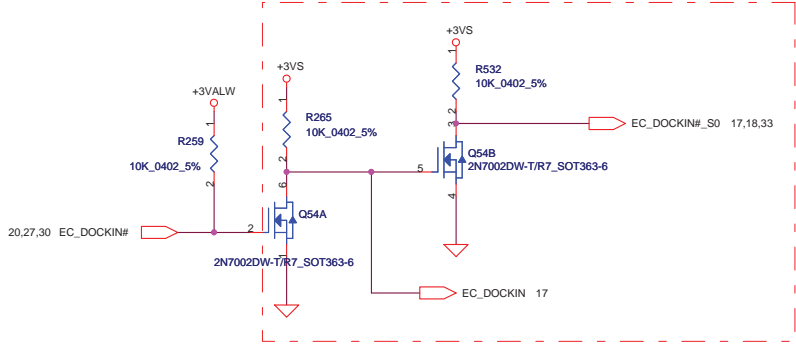 +3VS
1
R532
10K_0402_5%
2
+3VS
1
R265
10K_0402_5%
2
+3VALW
1
R259
10K_0402_5%
2
3
EC_DOCKIN#_S0 17,18,33
Q54B
2N7002DW-T/R7_SOT363-6
5
4
6
Q54A
2
20,27,30 EC_DOCKIN#
2N7002DW-T/R7_SOT363-6
1
EC_DOCKIN 17